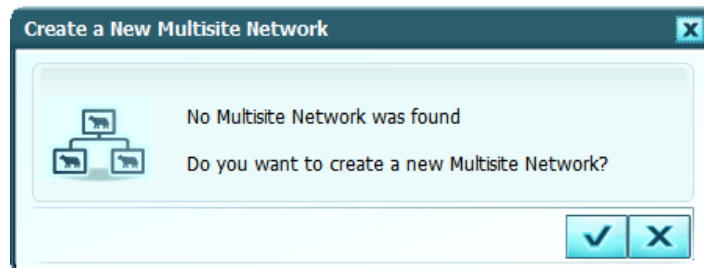 Create a New Multisite Network
No Multisite Network was found
Do you want to create a new Multisite Network?